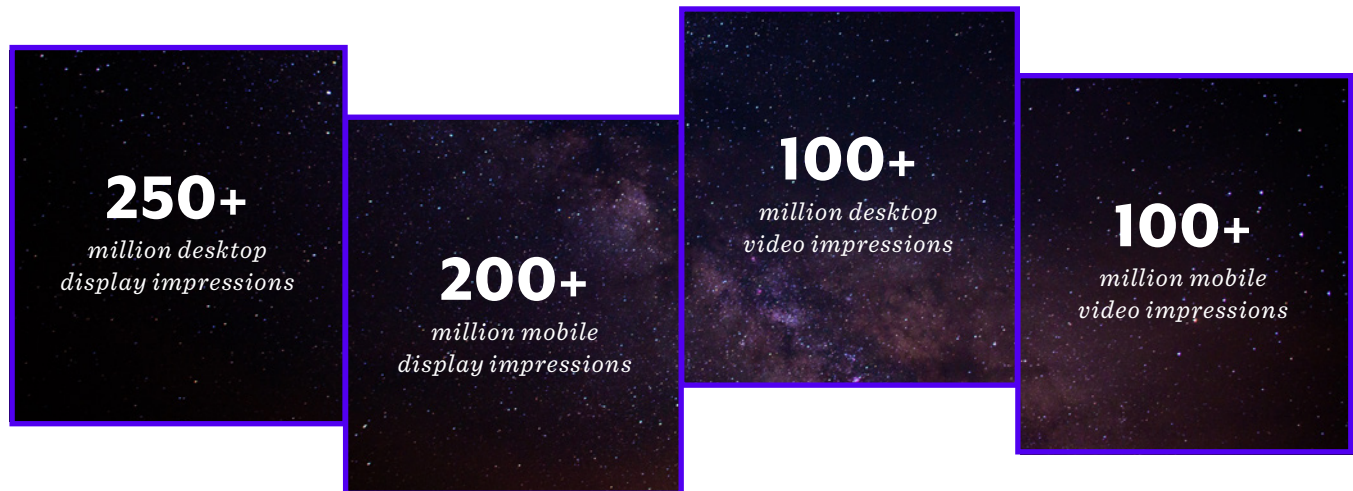 250+
million desktop
display impressions
200+
million mobile
display impressions
100+
million desktop
video impressions
100+
million mobile
video impressions